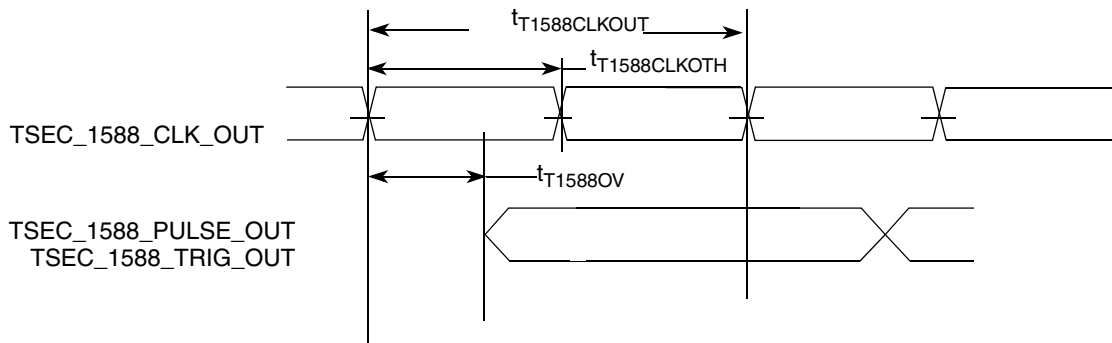 tT1588CLKOUT
tT1588CLKOTH
TSEC_1588_CLK_OUT
tT1588OV
TSEC_1588_PULSE_OUT
TSEC_1588_TRIG_OUT